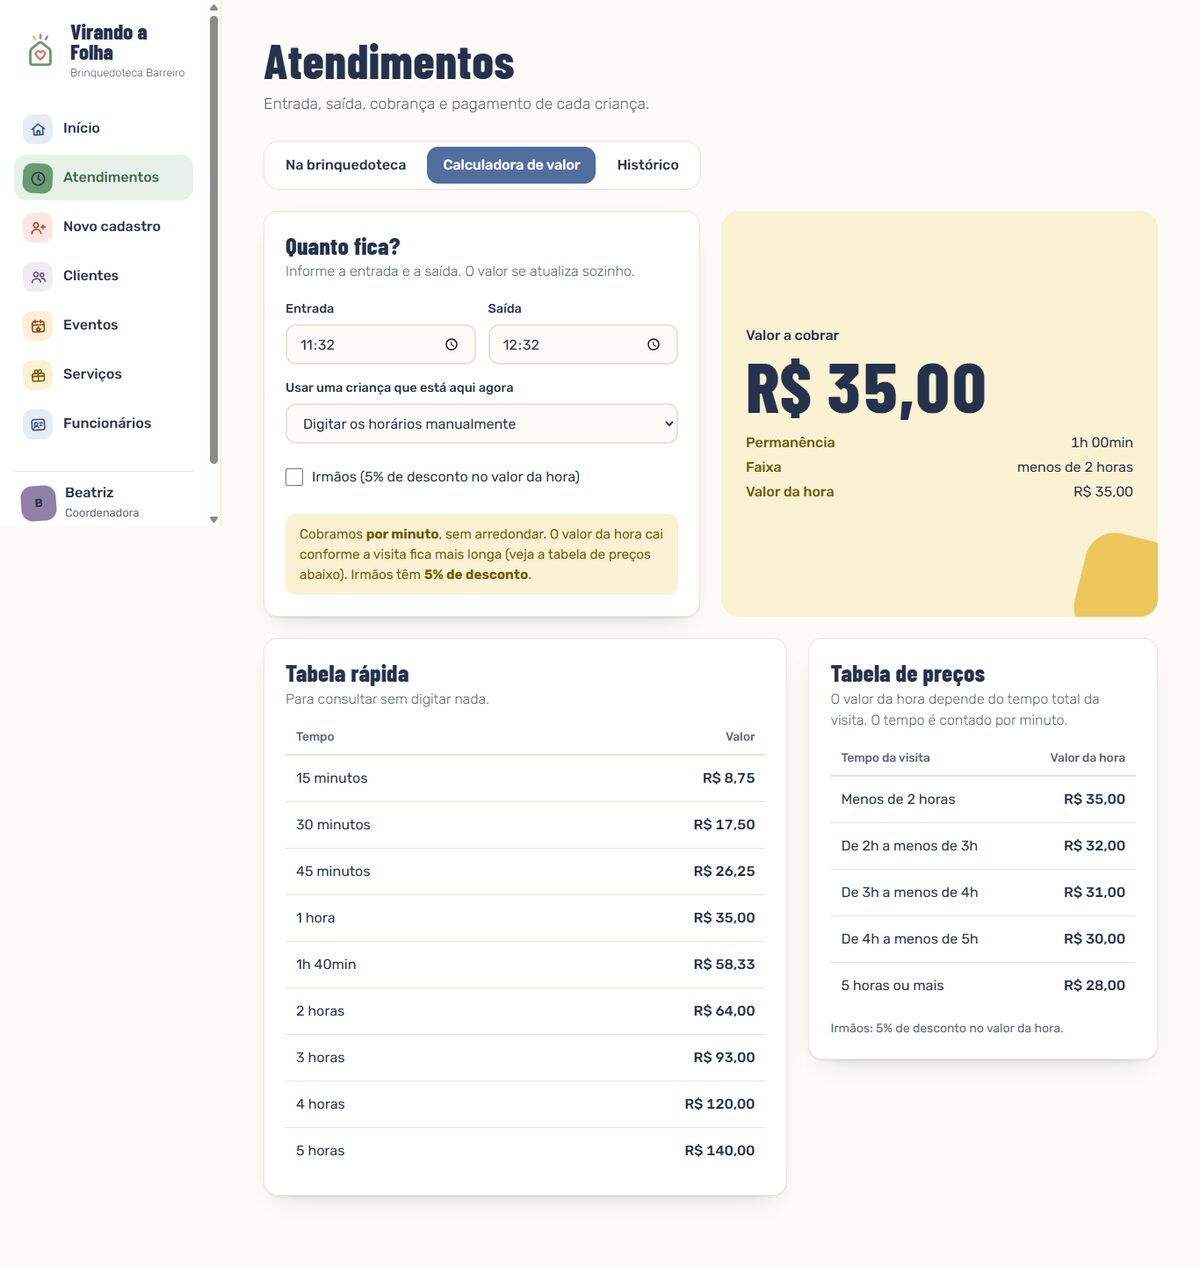 Virando a
Folha
Brinquedoteca Barreiro
Início
Atendimentos
Novo cadastro
Clientes
Eventos
Serviços
Funcionários
B
Beatriz
Coordenadora
Atendimentos
Entrada, saída, cobrança e pagamento de cada criança.
Na brinquedoteca
Calculadora de valor
Histórico
Quanto fica?
Informe a entrada e a saída. O valor se atualiza sozinho.
Entrada
Saída
11:32
12:32
Usar uma criança que está aqui agora
Digitar os horários manualmente
Irmãos (5% de desconto no valor da hora)
Cobramos por minuto, sem arredondar. O valor da hora cai
conforme a visita fica mais longa (veja a tabela de preços
abaixo). Irmãos têm 5% de desconto.
Valor a cobrar
R$ 35,00
Permanência 1h 00min
Faixa menos de 2 horas
Valor da hora R$ 35,00
Tabela rápida
Para consultar sem digitar nada.
Tempo Valor
15 minutos R$ 8,75
30 minutos R$ 17,50
45 minutos R$ 26,25
1 hora R$ 35,00
1h 40min R$ 58,33
2 horas R$ 64,00
3 horas R$ 93,00
4 horas R$ 120,00
5 horas R$ 140,00
Tabela de preços
O valor da hora depende do tempo total da
visita. O tempo é contado por minuto.
Tempo da visita Valor da hora
Menos de 2 horas R$ 35,00
De 2h a menos de 3h R$ 32,00
De 3h a menos de 4h R$ 31,00
De 4h a menos de 5h R$ 30,00
5 horas ou mais R$ 28,00
Irmãos: 5% de desconto no valor da hora.